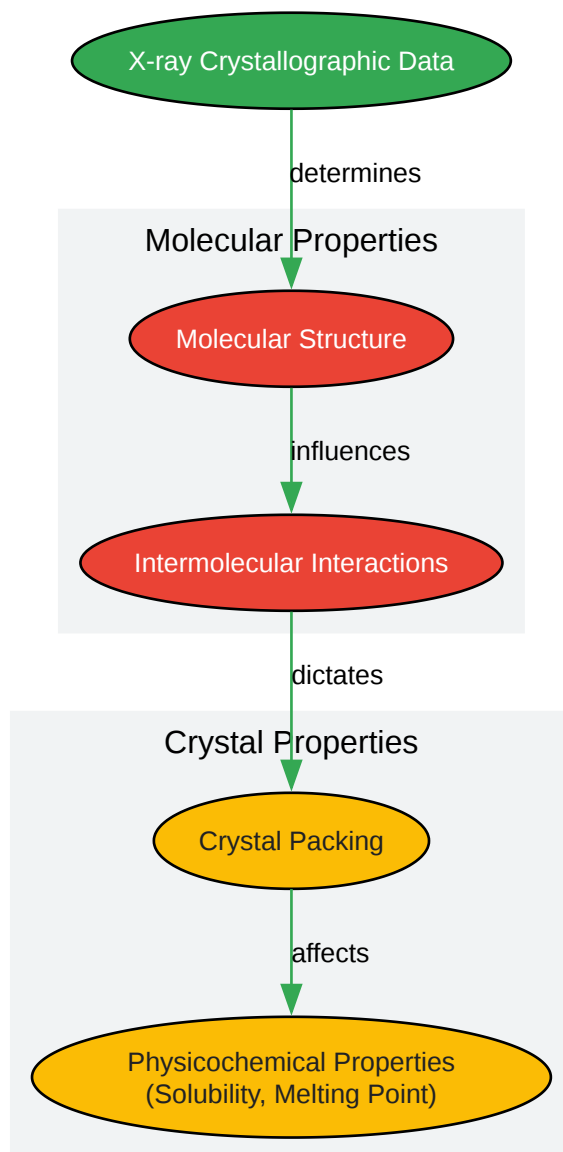 X-ray Crystallographic Data
determines
Molecular Properties
Molecular Structure
influences
Intermolecular Interactions
dictates
Crystal Properties
Crystal Packing
affects
Physicochemical Properties
(Solubility, Melting Point)